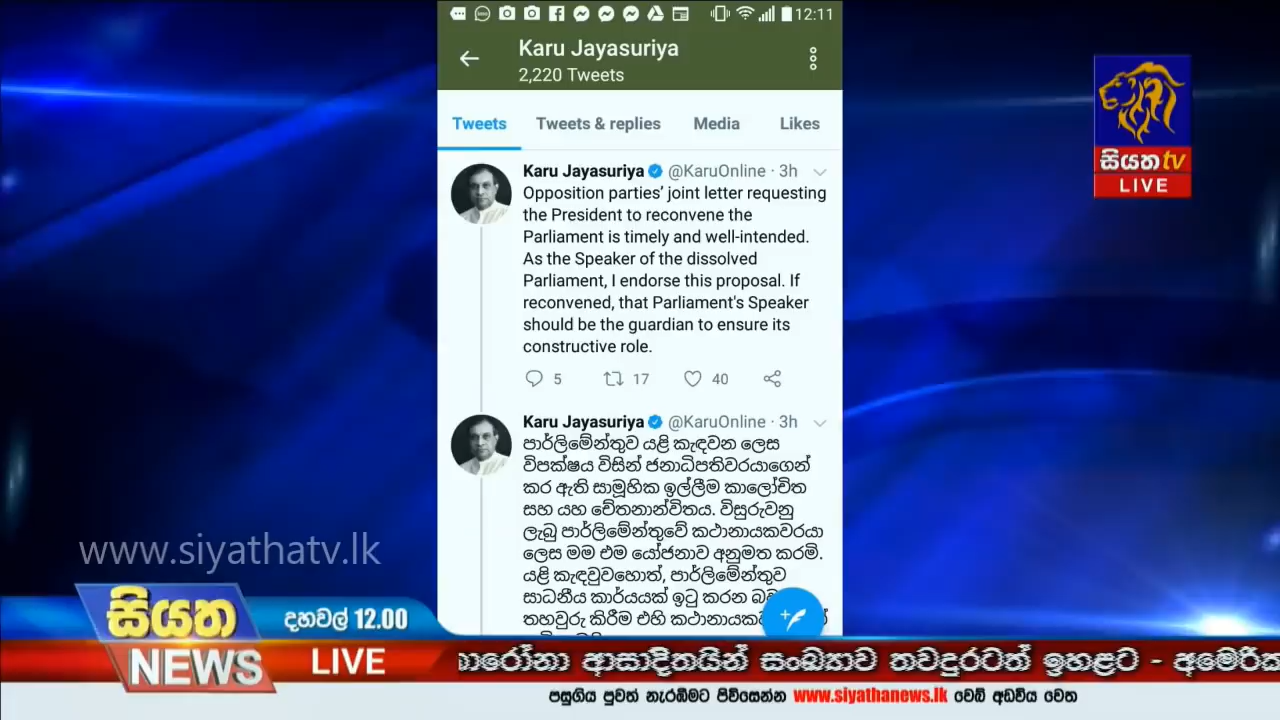 12:11
Karu Jayasuriya
2,220 Tweets
Tweets Tweets & replies Media Likes
Karu Jayasuriya @KaruOnline · 3h
Opposition parties’ joint letter requesting
the President to reconvene the
Parliament is timely and well-intended.
As the Speaker of the dissolved
Parliament, I endorse this proposal. If
reconvened, that Parliament's Speaker
should be the guardian to ensure its
constructive role.
5 17 40
Karu Jayasuriya @KaruOnline · 3h
පාර්ලිමේන්තුව යළි කැඳවන ලෙස
විපක්ෂය විසින් ජනාධිපතිවරයාගෙන්
කර ඇති සාමූහික ඉල්ලීම කාලෝචිත
සහ යහ චේතනාන්විතය. විසුරුවනු
ලැබු පාර්ලිමේන්තුවේ කථානායකවරයා
ලෙස මම එම යෝජනාව අනුමත කරමි.
යළි කැඳවුවහොත්, පාර්ලිමේන්තුව
සාධනීය කාර්යයක් ඉටු කරන
තහවුරු කිරීම එහි
සියත tv
LIVE
www.siyathatv.lk
සියත
NEWS
දහවල් 12.00
LIVE
ආසාදිතයින් සංඛ්‍යාව තවදුරටත් ඉහළට -
පසුගිය පුවත් නැරඹීමට පිවිසෙන්න www.siyathanews.lk වෙබ් අඩවිය වෙත